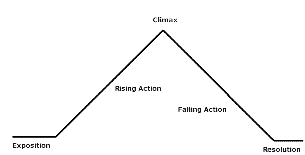 Climax
Rising Action
Falling Action
Exposition
Resolution